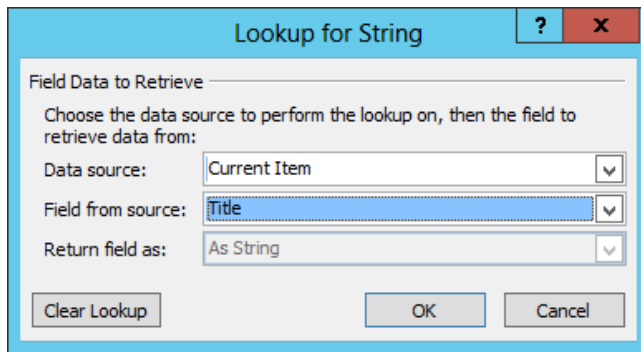 Lookup for String
?
x
Field Data to Retrieve
Choose the data source to perform the lookup on, then the field to
retrieve data from:
Data source:
Current Item
Field from source:
Title
Return field as:
As String
Clear Lookup
OK
Cancel